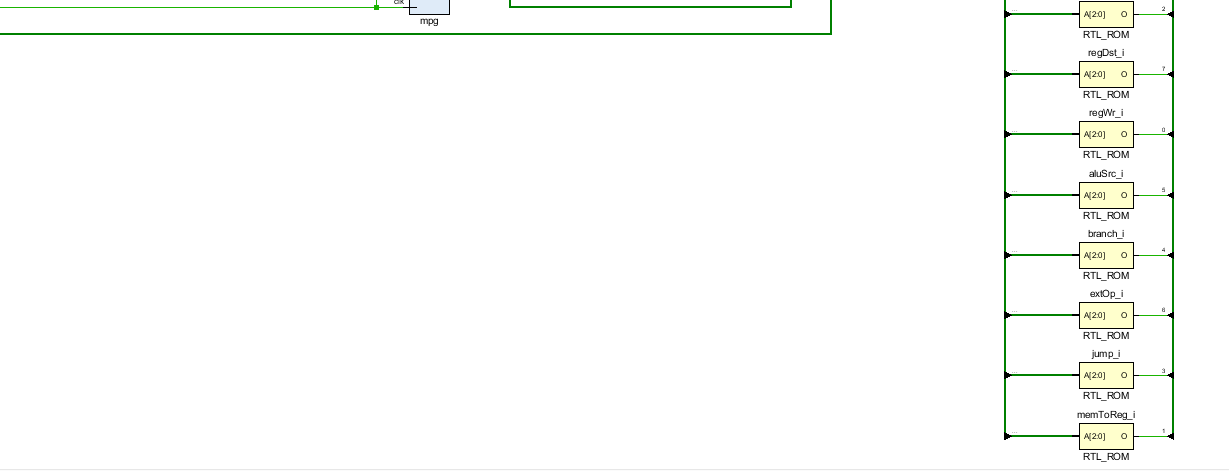 clk
mpg
A[2:0] O 2
RTL_ROM
regDst_i
... A[2:0] O 7
RTL_ROM
regWr_i
... A[2:0] O 0
RTL_ROM
aluSrc_i
... A[2:0] O 5
RTL_ROM
branch_i
... A[2:0] O 4
RTL_ROM
extOp_i
... A[2:0] O 6
RTL_ROM
jump_i
... A[2:0] O 3
RTL_ROM
memToReg_i
... A[2:0] O 1
RTL_ROM